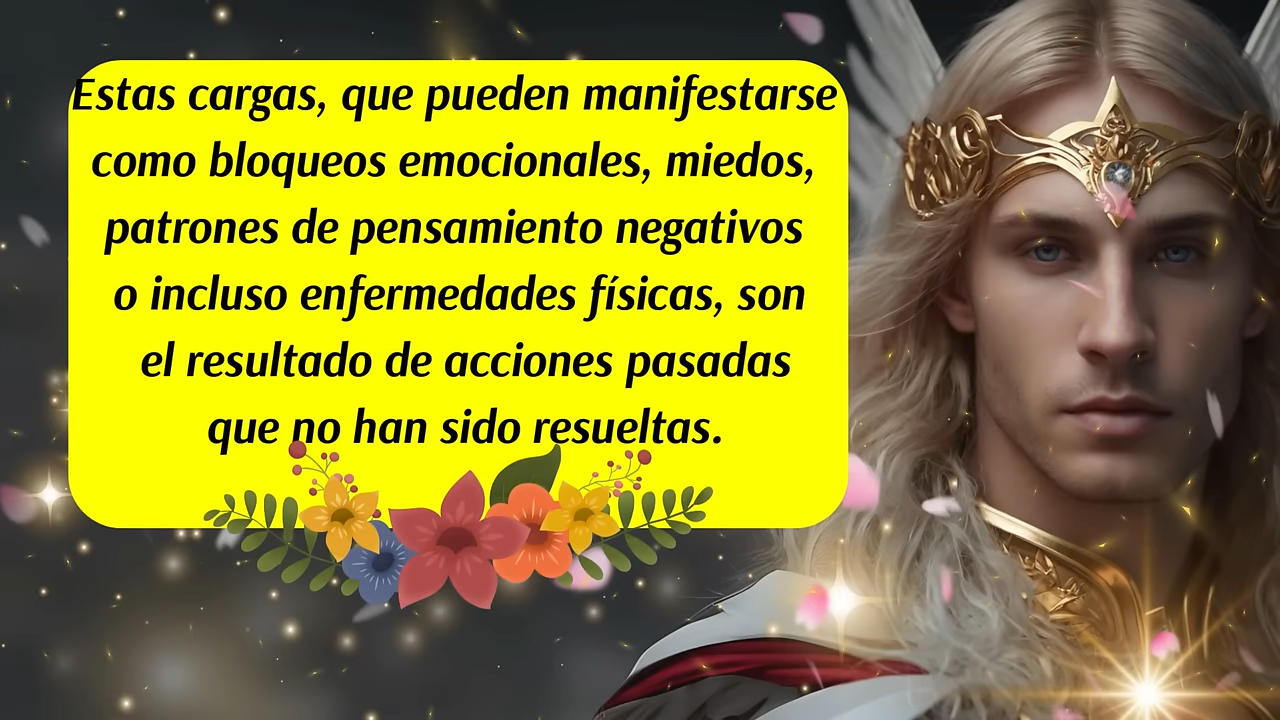 Estas cargas, que pueden manifestarse
como bloqueos emocionales, miedos,
patrones de pensamiento negativos
o incluso enfermedades físicas, son
el resultado de acciones pasadas
que no han sido resueltas.